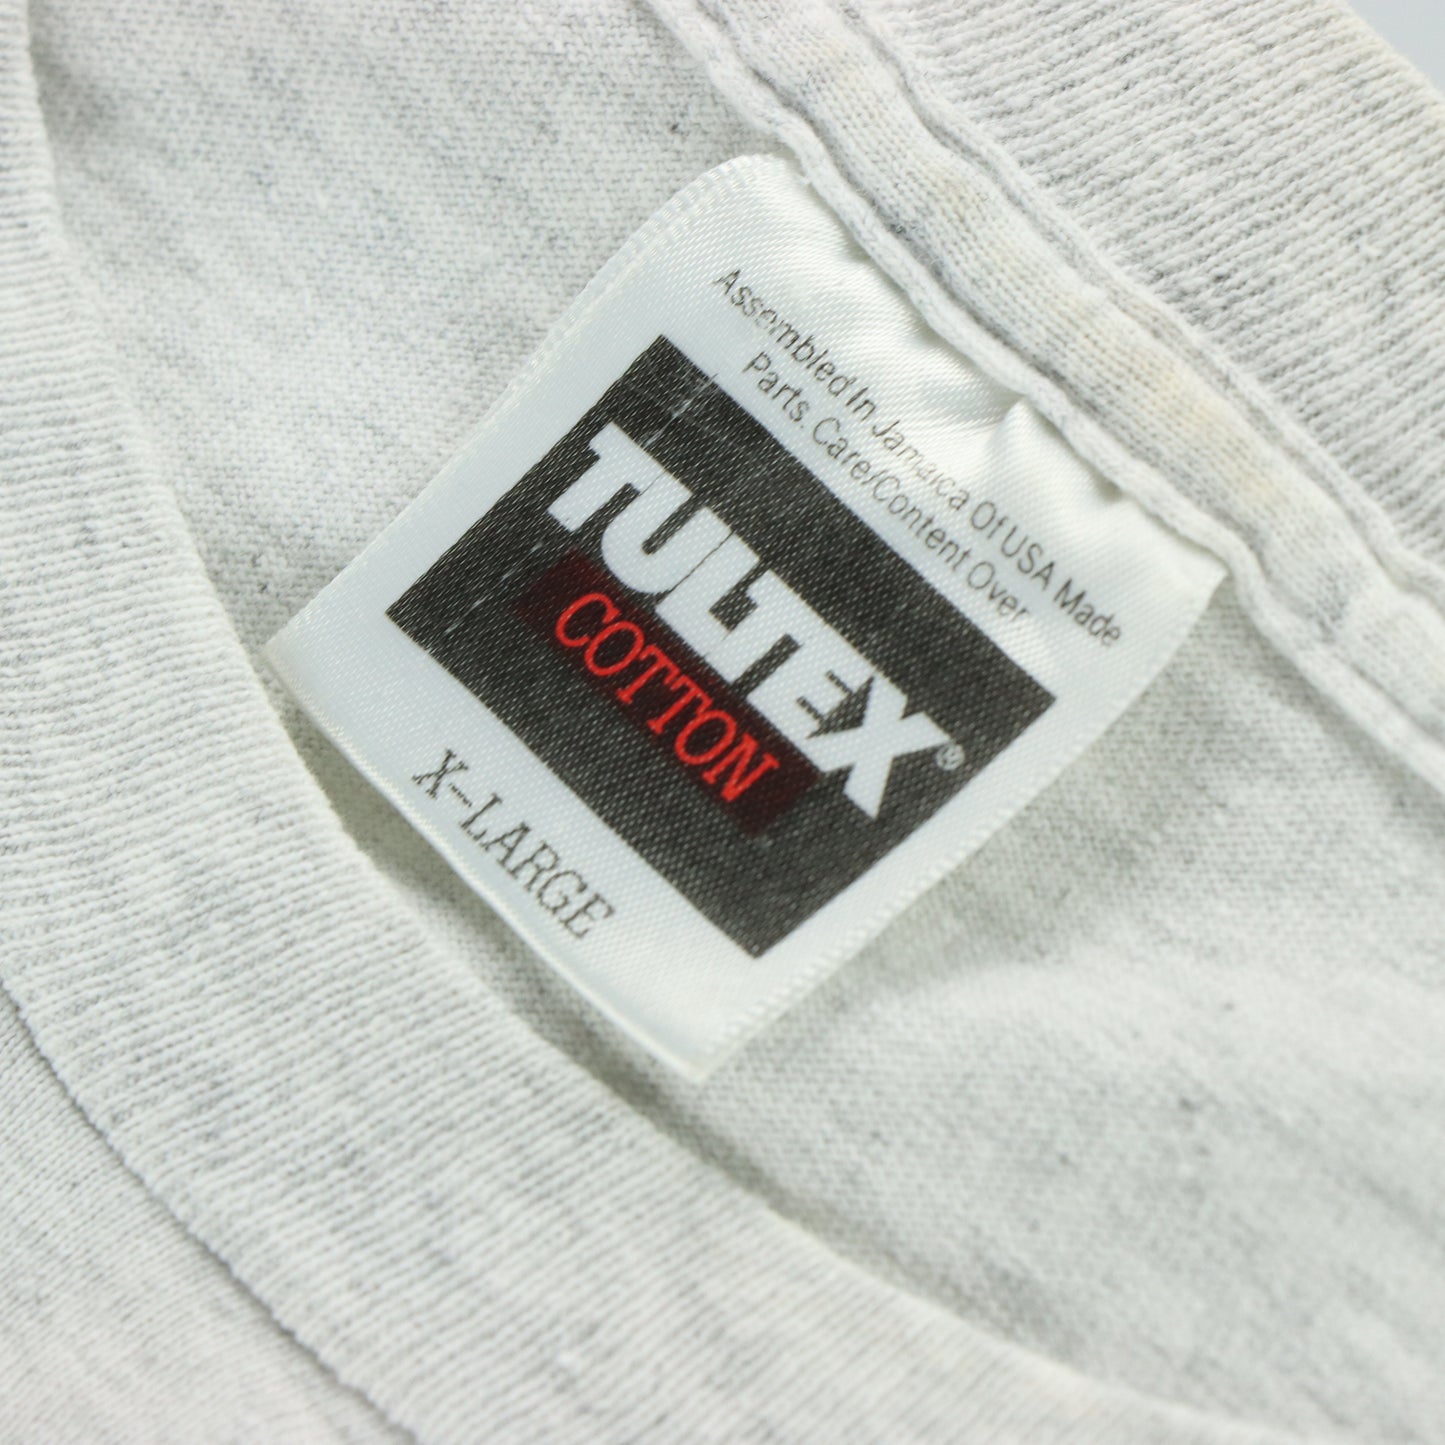 Assembled In Jamaica Of USA Made
Parts. Care/Content Over
TULTEX®
COTTON
X-LARGE